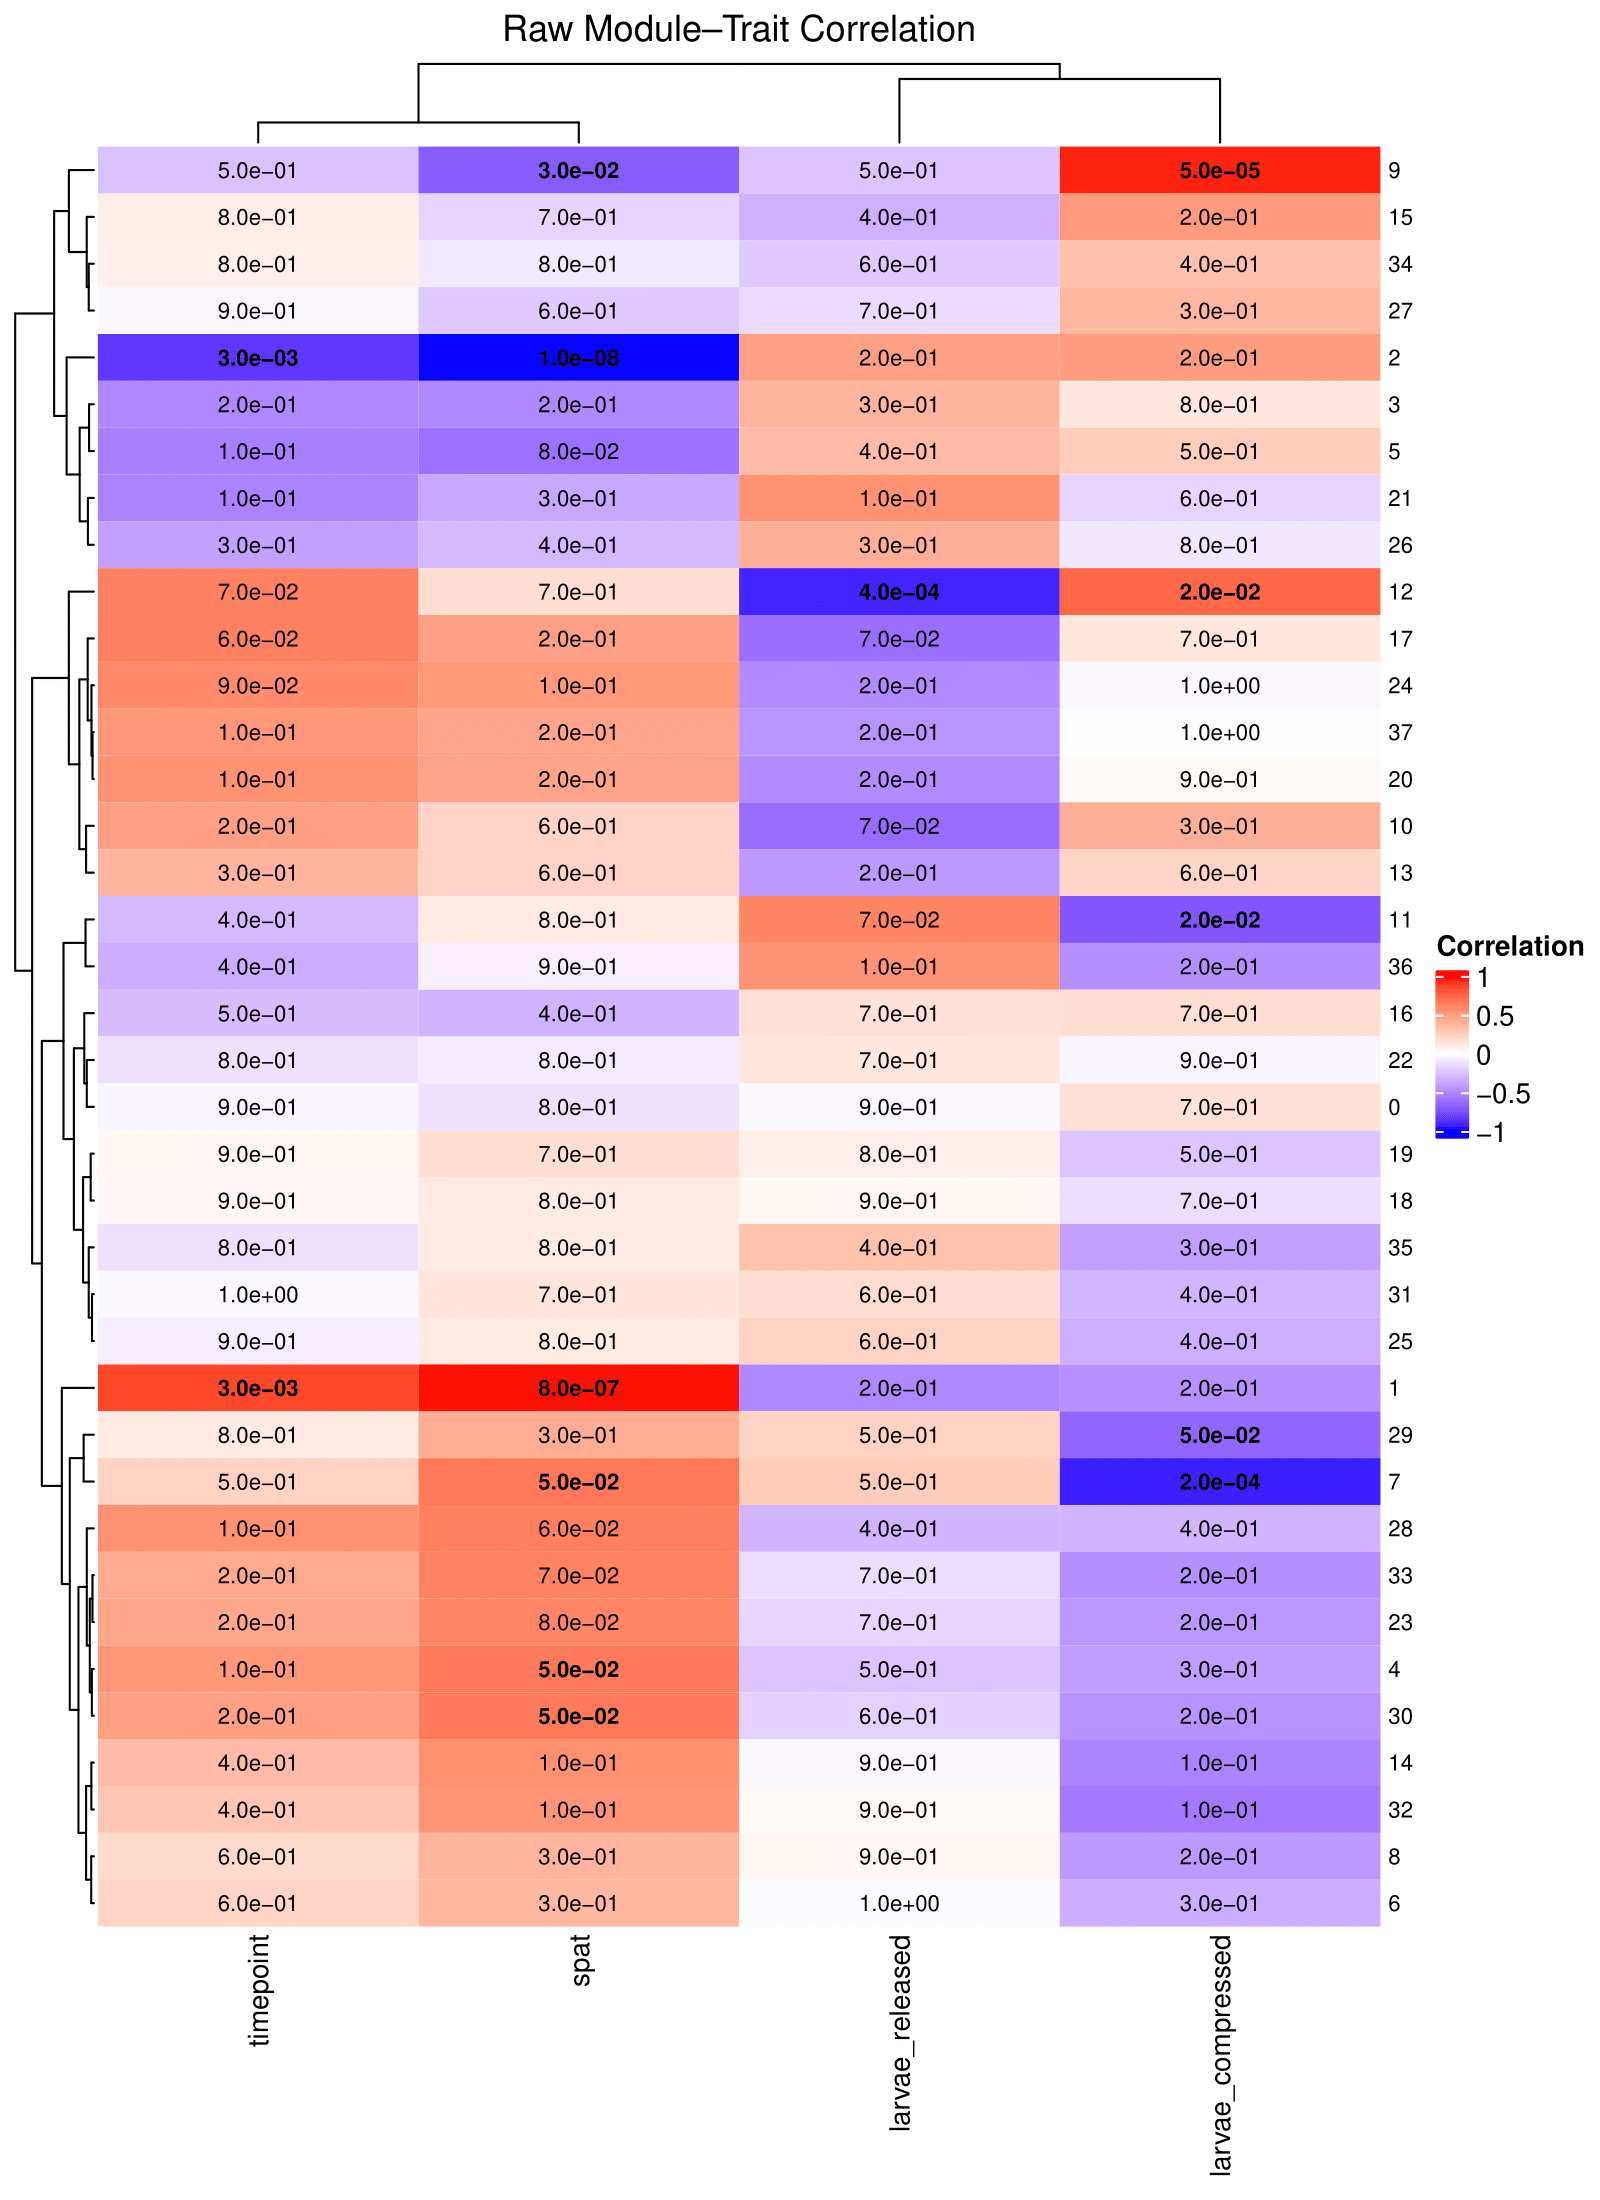 Raw Module–Trait Correlation
5.0e−01 3.0e−02 5.0e−01 5.0e−05 9
8.0e−01 7.0e−01 4.0e−01 2.0e−01 15
8.0e−01 8.0e−01 6.0e−01 4.0e−01 34
9.0e−01 6.0e−01 7.0e−01 3.0e−01 27
3.0e−03 1.0e−08 2.0e−01 2.0e−01 2
2.0e−01 2.0e−01 3.0e−01 8.0e−01 3
1.0e−01 8.0e−02 4.0e−01 5.0e−01 5
1.0e−01 3.0e−01 1.0e−01 6.0e−01 21
3.0e−01 4.0e−01 3.0e−01 8.0e−01 26
7.0e−02 7.0e−01 4.0e−04 2.0e−02 12
6.0e−02 2.0e−01 7.0e−02 7.0e−01 17
9.0e−02 1.0e−01 2.0e−01 1.0e+00 24
1.0e−01 2.0e−01 2.0e−01 1.0e+00 37
1.0e−01 2.0e−01 2.0e−01 9.0e−01 20
2.0e−01 6.0e−01 7.0e−02 3.0e−01 10
3.0e−01 6.0e−01 2.0e−01 6.0e−01 13
4.0e−01 8.0e−01 7.0e−02 2.0e−02 11
4.0e−01 9.0e−01 1.0e−01 2.0e−01 36
5.0e−01 4.0e−01 7.0e−01 7.0e−01 16
8.0e−01 8.0e−01 7.0e−01 9.0e−01 22
9.0e−01 8.0e−01 9.0e−01 7.0e−01 0
9.0e−01 7.0e−01 8.0e−01 5.0e−01 19
9.0e−01 8.0e−01 9.0e−01 7.0e−01 18
8.0e−01 8.0e−01 4.0e−01 3.0e−01 35
1.0e+00 7.0e−01 6.0e−01 4.0e−01 31
9.0e−01 8.0e−01 6.0e−01 4.0e−01 25
3.0e−03 8.0e−07 2.0e−01 2.0e−01 1
8.0e−01 3.0e−01 5.0e−01 5.0e−02 29
5.0e−01 5.0e−02 5.0e−01 2.0e−04 7
1.0e−01 6.0e−02 4.0e−01 4.0e−01 28
2.0e−01 7.0e−02 7.0e−01 2.0e−01 33
2.0e−01 8.0e−02 7.0e−01 2.0e−01 23
1.0e−01 5.0e−02 5.0e−01 3.0e−01 4
2.0e−01 5.0e−02 6.0e−01 2.0e−01 30
4.0e−01 1.0e−01 9.0e−01 1.0e−01 14
4.0e−01 1.0e−01 9.0e−01 1.0e−01 32
6.0e−01 3.0e−01 9.0e−01 2.0e−01 8
6.0e−01 3.0e−01 1.0e+00 3.0e−01 6
timepoint
spat
larvae_released
larvae_compressed
Correlation
1
0.5
0
−0.5
−1